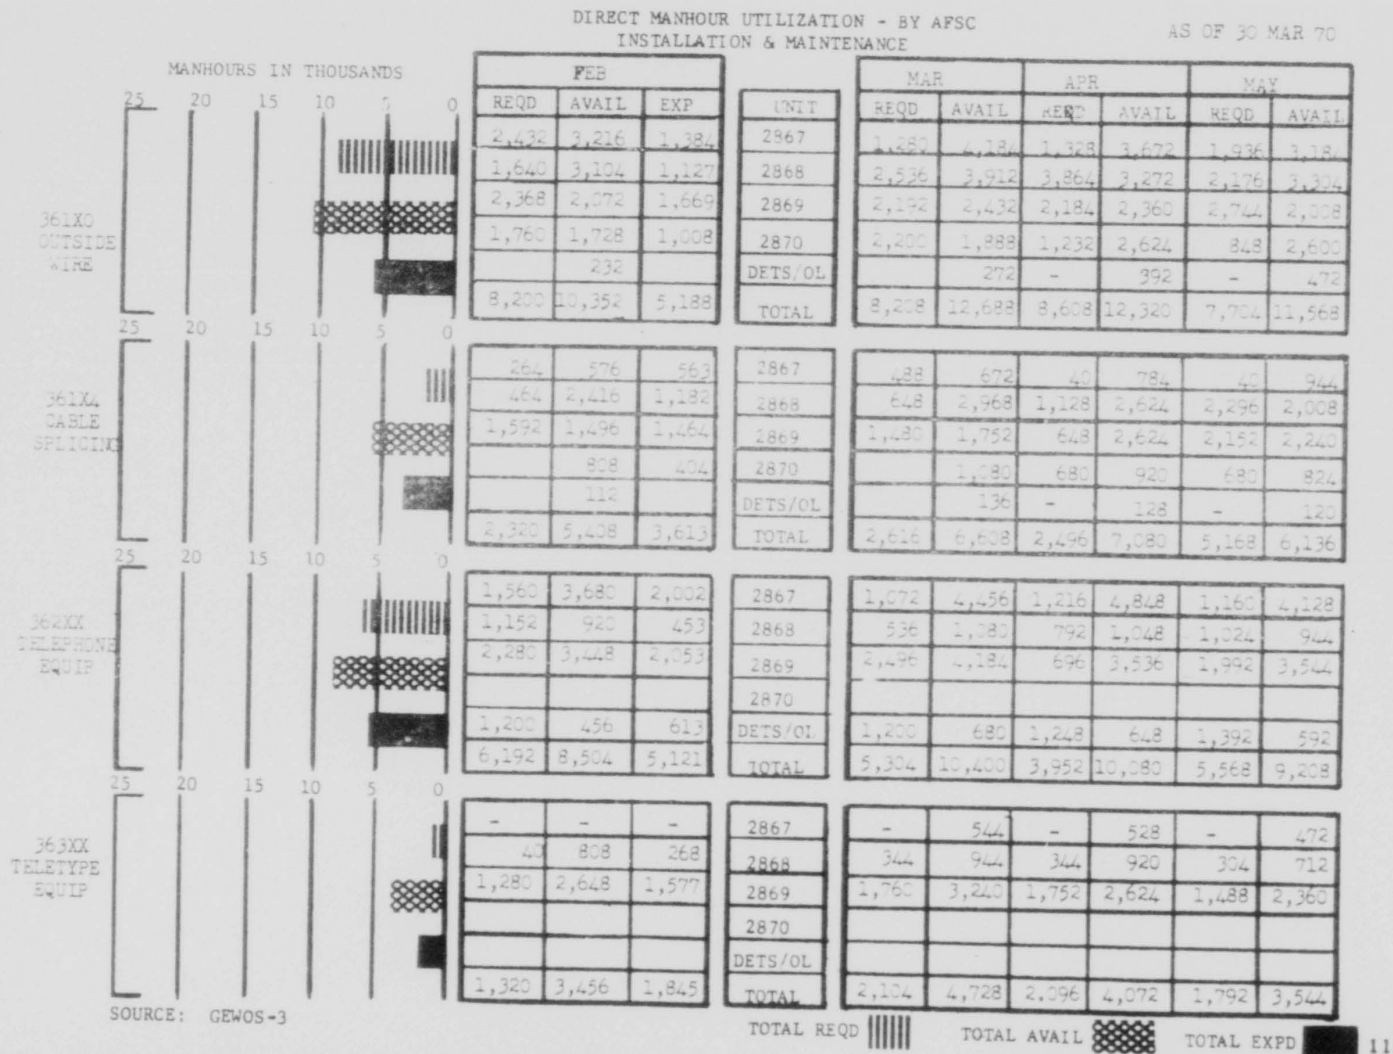 DIRECT MANHOUR UTILIZATION - BY AFSC
INSTALLATION & MAINTENANCE
AS OF 30 MAR 70
MANHOURS IN THOUSANDS
FEB MAR APR MAY
REQD AVAIL EXP UNIT REQD AVAIL REQD AVAIL REQD AVAIL
25 20 15 10 5 0
361X0
OUTSIDE
WIRE
2,432 3,216 1,384 2867 1,280 4,184 1,328 3,672 1,936 3,184
1,640 3,104 1,127 2868 2,536 3,912 3,864 3,272 2,176 3,304
2,368 2,072 1,669 2869 2,192 2,432 2,184 2,360 2,744 2,008
1,760 1,728 1,008 2870 2,200 1,888 1,232 2,624 848 2,600
232 DETS/OL 272 - 392 - 472
8,200 10,352 5,188 TOTAL 8,208 12,688 8,608 12,320 7,704 11,568
25 20 15 10 5 0
361X4
CABLE
SPLICING
264 576 563 2867 488 672 40 784 40 944
464 2,416 1,182 2868 648 2,968 1,128 2,624 2,296 2,008
1,592 1,496 1,464 2869 1,480 1,752 648 2,624 2,152 2,240
808 404 2870 1,080 680 920 680 824
112 DETS/OL 136 - 128 - 120
2,320 5,408 3,613 TOTAL 2,616 6,608 2,496 7,080 5,168 6,136
25 20 15 10 5 0
362XX
TELEPHONE
EQUIP
1,560 3,680 2,002 2867 1,072 4,456 1,216 4,848 1,160 4,128
1,152 920 453 2868 536 1,080 792 1,048 1,024 944
2,280 3,448 2,053 2869 2,496 4,184 696 3,536 1,992 3,544
2870
1,200 456 613 DETS/OL 1,200 680 1,248 648 1,392 592
6,192 8,504 5,121 TOTAL 5,304 10,400 3,952 10,080 5,568 9,208
25 20 15 10 5 0
363XX
TELETYPE
EQUIP
- - - 2867 - 544 - 528 - 472
40 808 268 2868 344 944 344 920 304 712
1,280 2,648 1,577 2869 1,760 3,240 1,752 2,624 1,488 2,360
2870
DETS/OL
1,320 3,456 1,845 TOTAL 2,104 4,728 2,096 4,072 1,792 3,544
SOURCE: GEWOS-3
TOTAL REQD TOTAL AVAIL TOTAL EXPD 11